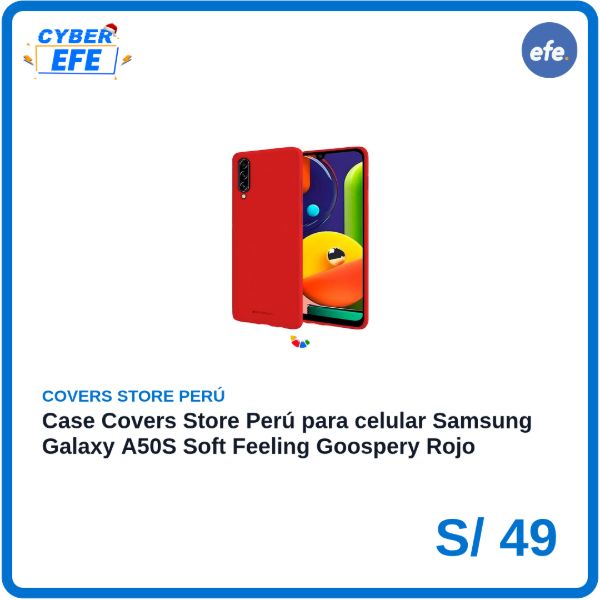 CYBER
EFE
efe.
COVERS STORE PERÚ
Case Covers Store Perú para celular Samsung
Galaxy A50S Soft Feeling Goospery Rojo
S/ 49